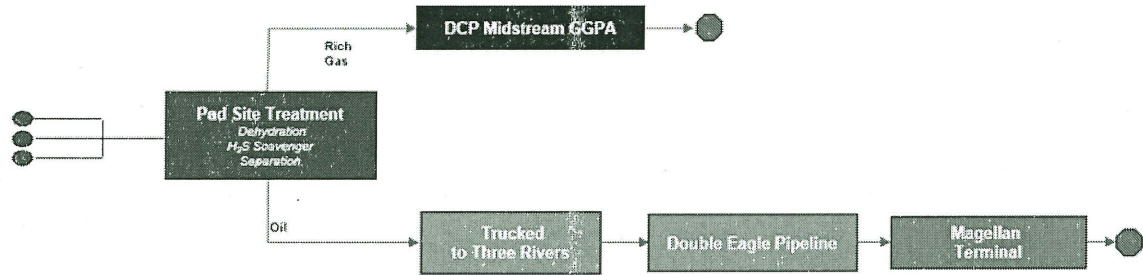 DCP Midstream GGPA
Rich
Gas
Pad Site Treatment
Dehydration
H₂S Scavenger
Separation
Oil
Trucked
to Three Rivers
Double Eagle Pipeline
Magellan
Terminal